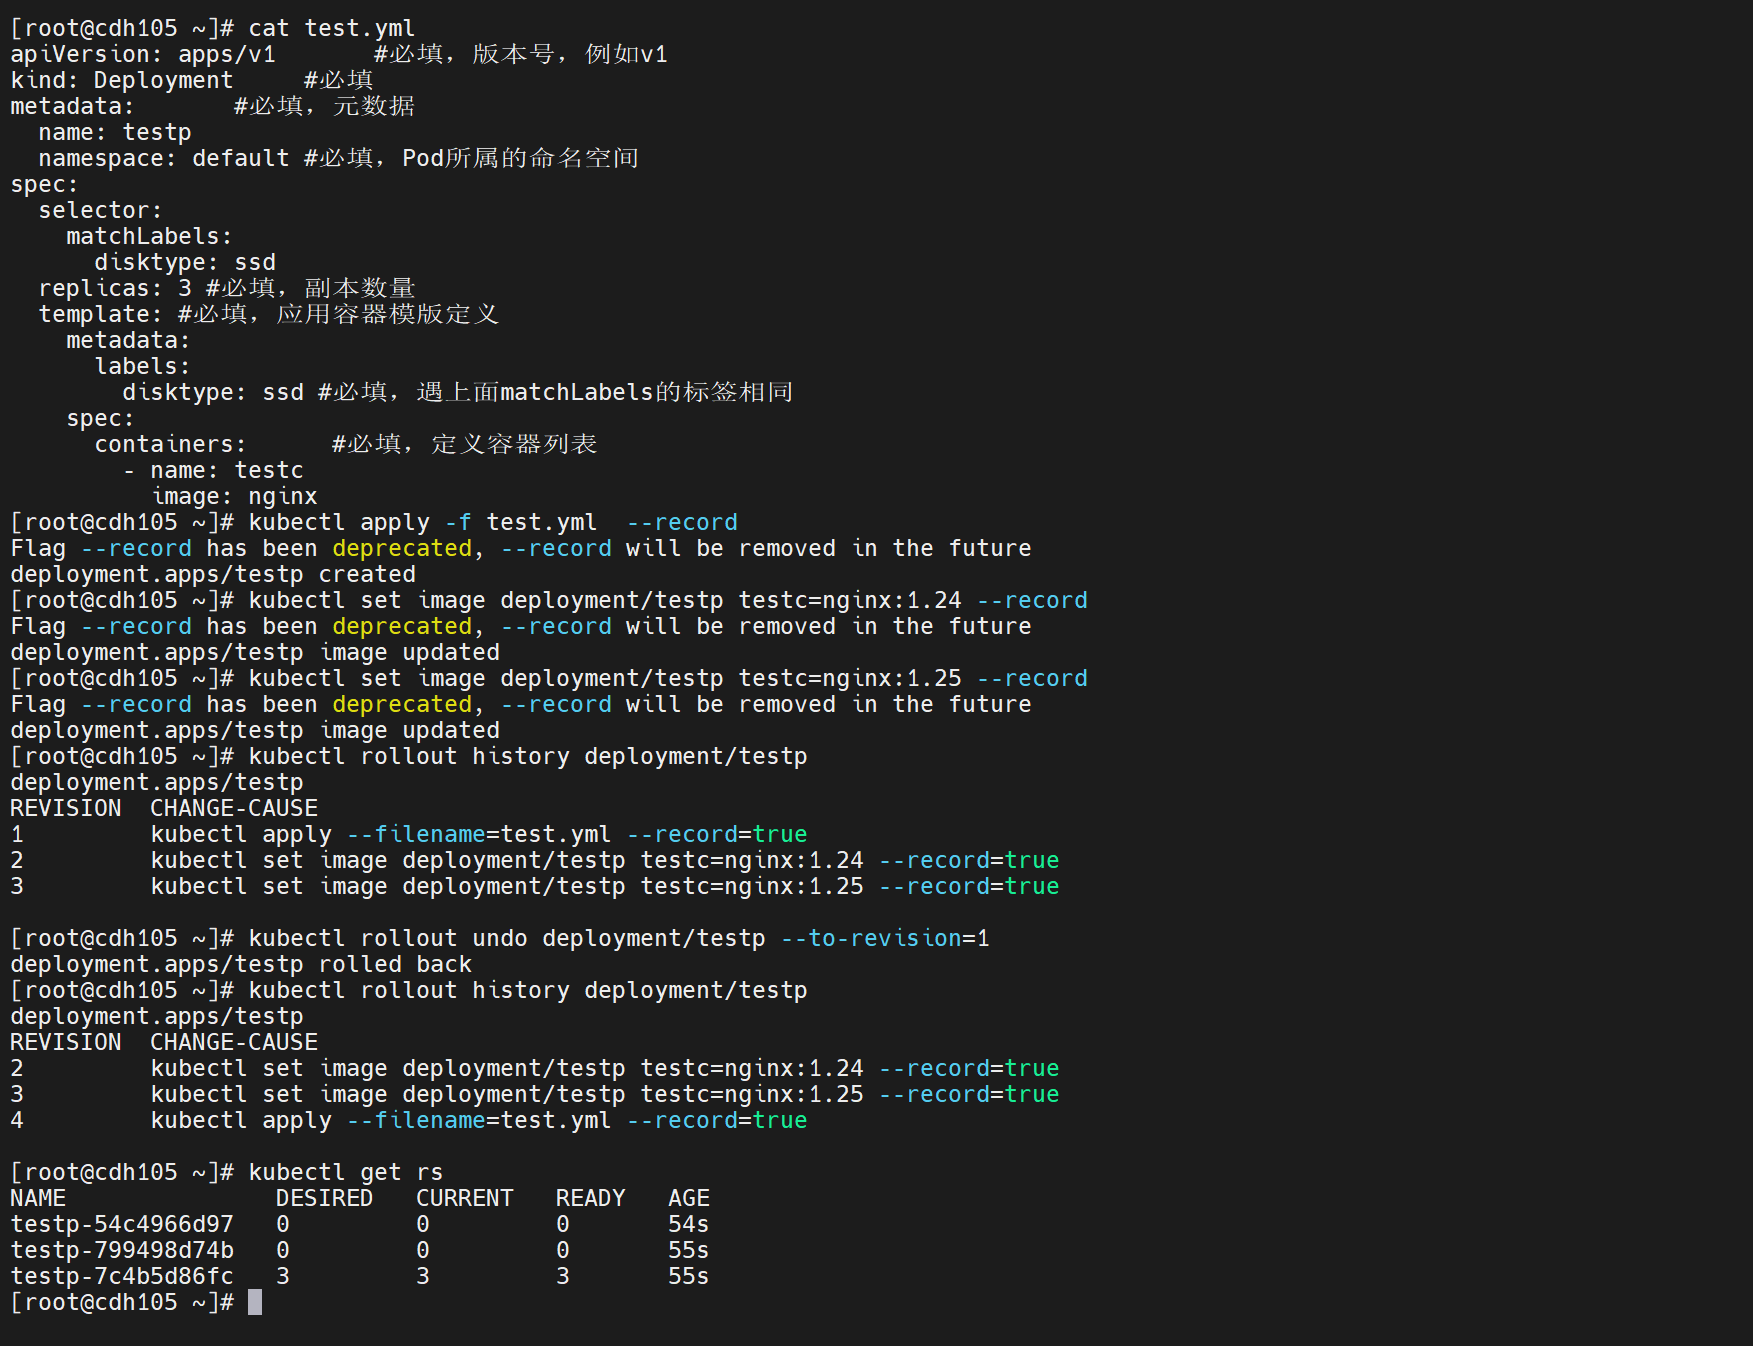 [root@cdh105 ~]# cat test.yml
apiVersion: apps/v1       #必填，版本号，例如v1
kind: Deployment     #必填
metadata:       #必填，元数据
  name: testp
  namespace: default #必填，Pod所属的命名空间
spec:
  selector:
    matchLabels:
      disktype: ssd
  replicas: 3 #必填，副本数量
  template: #必填，应用容器模版定义
    metadata:
      labels:
        disktype: ssd #必填，遇上面matchLabels的标签相同
    spec:
      containers:      #必填，定义容器列表
        - name: testc
          image: nginx
[root@cdh105 ~]# kubectl apply -f test.yml  --record
Flag --record has been deprecated, --record will be removed in the future
deployment.apps/testp created
[root@cdh105 ~]# kubectl set image deployment/testp testc=nginx:1.24 --record
Flag --record has been deprecated, --record will be removed in the future
deployment.apps/testp image updated
[root@cdh105 ~]# kubectl set image deployment/testp testc=nginx:1.25 --record
Flag --record has been deprecated, --record will be removed in the future
deployment.apps/testp image updated
[root@cdh105 ~]# kubectl rollout history deployment/testp
deployment.apps/testp
REVISION  CHANGE-CAUSE
1         kubectl apply --filename=test.yml --record=true
2         kubectl set image deployment/testp testc=nginx:1.24 --record=true
3         kubectl set image deployment/testp testc=nginx:1.25 --record=true
[root@cdh105 ~]# kubectl rollout undo deployment/testp --to-revision=1
deployment.apps/testp rolled back
[root@cdh105 ~]# kubectl rollout history deployment/testp
deployment.apps/testp
REVISION  CHANGE-CAUSE
2         kubectl set image deployment/testp testc=nginx:1.24 --record=true
3         kubectl set image deployment/testp testc=nginx:1.25 --record=true
4         kubectl apply --filename=test.yml --record=true
[root@cdh105 ~]# kubectl get rs
NAME               DESIRED   CURRENT   READY   AGE
testp-54c4966d97   0         0         0       54s
testp-799498d74b   0         0         0       55s
testp-7c4b5d86fc   3         3         3       55s
[root@cdh105 ~]#